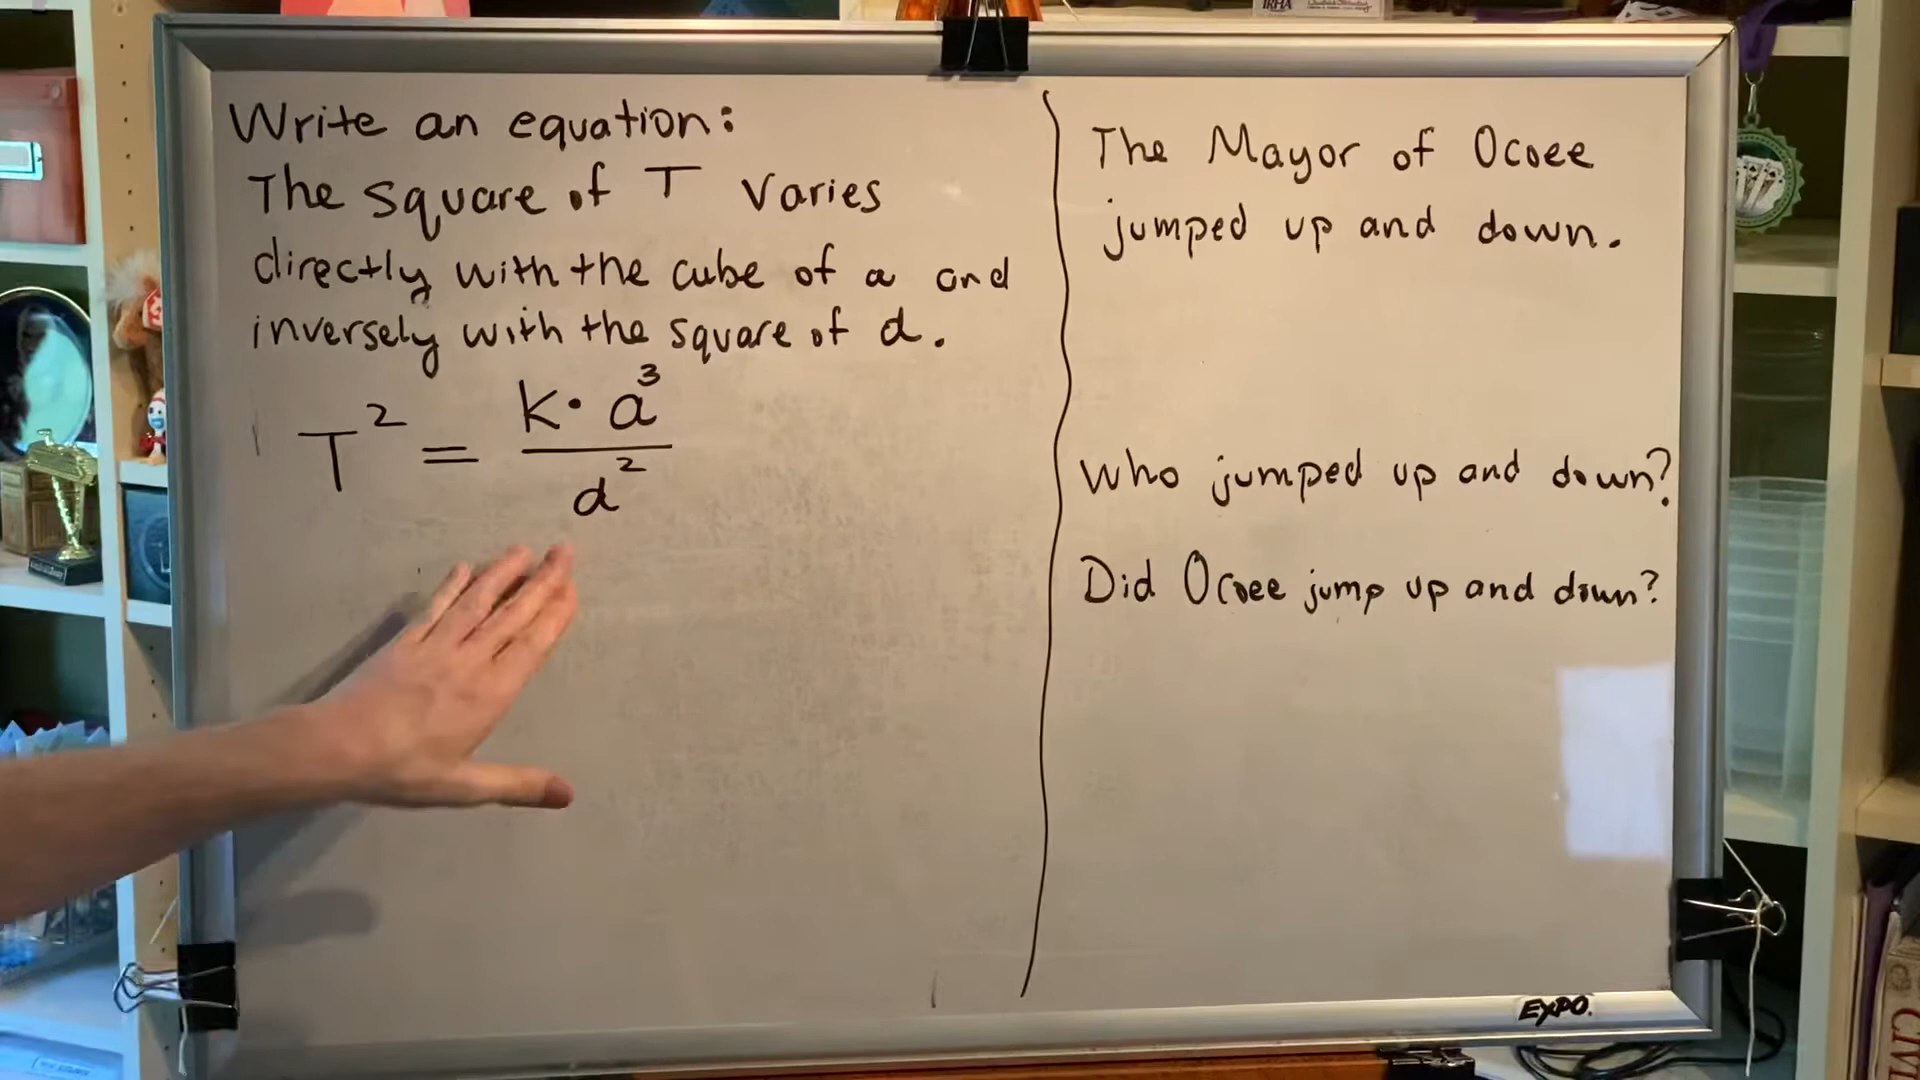 Write an equation:
The square of T varies
directly with the cube of a and
inversely with the square of d.
T² = k · a³ / d²
The Mayor of Ocoee
jumped up and down.
Who jumped up and down?
Did Ocoee jump up and down?
EXPO.
IRHA
CIVI